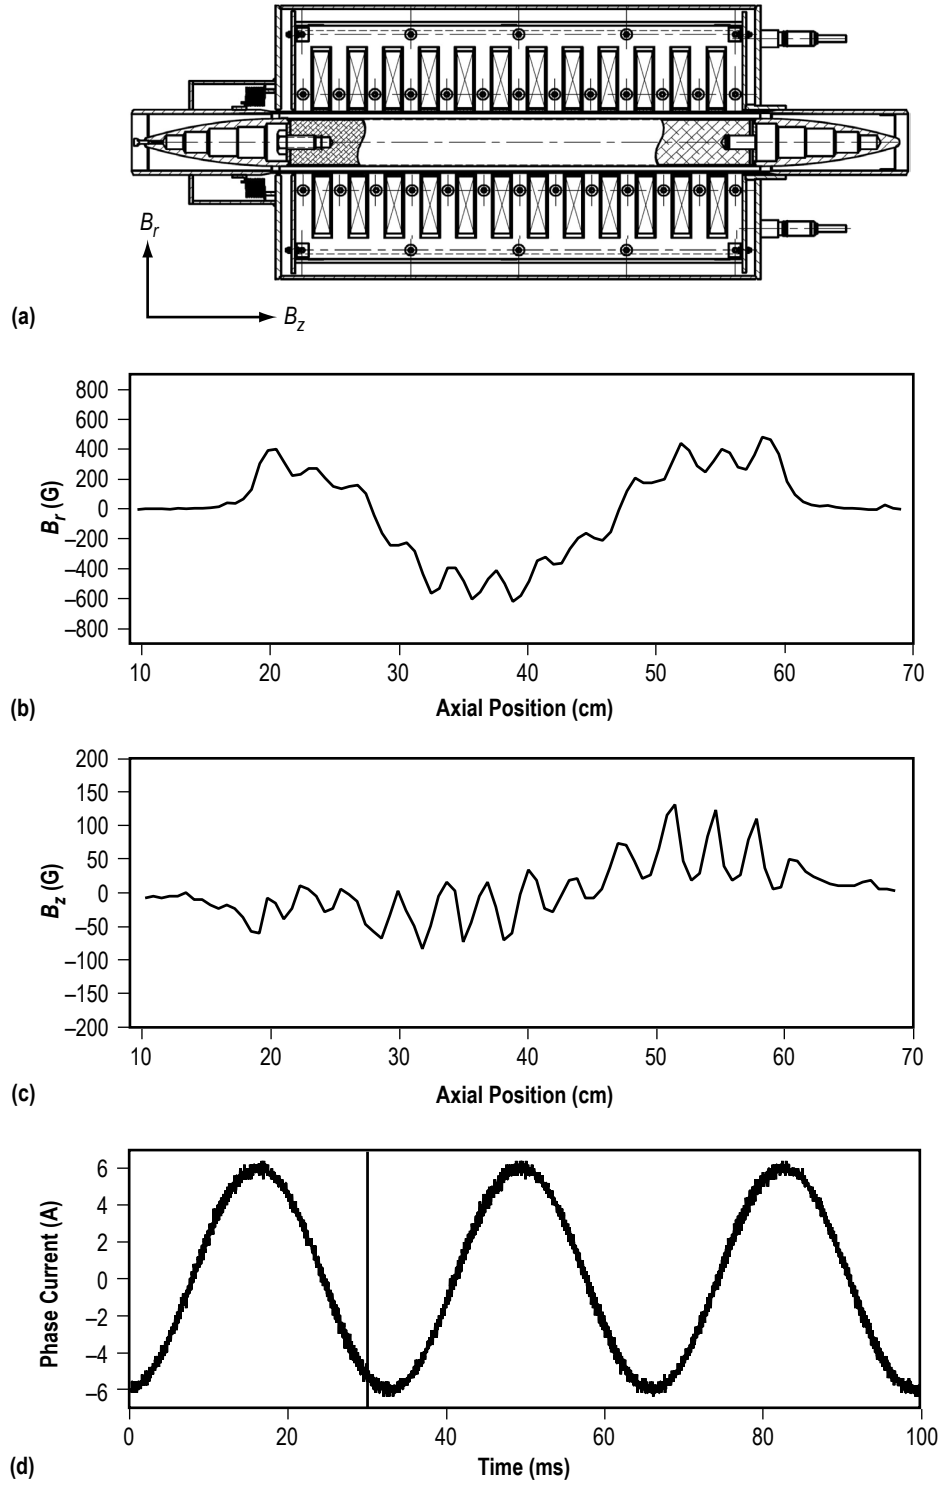 B_r
B_z
(a)
800
600
400
200
0
–200
–400
–600
–800
B_r (G)
10 20 30 40 50 60 70
Axial Position (cm)
(b)
200
150
100
50
0
–50
–100
–150
–200
B_z (G)
10 20 30 40 50 60 70
Axial Position (cm)
(c)
6
4
2
0
–2
–4
–6
Phase Current (A)
0 20 40 60 80 100
Time (ms)
(d)